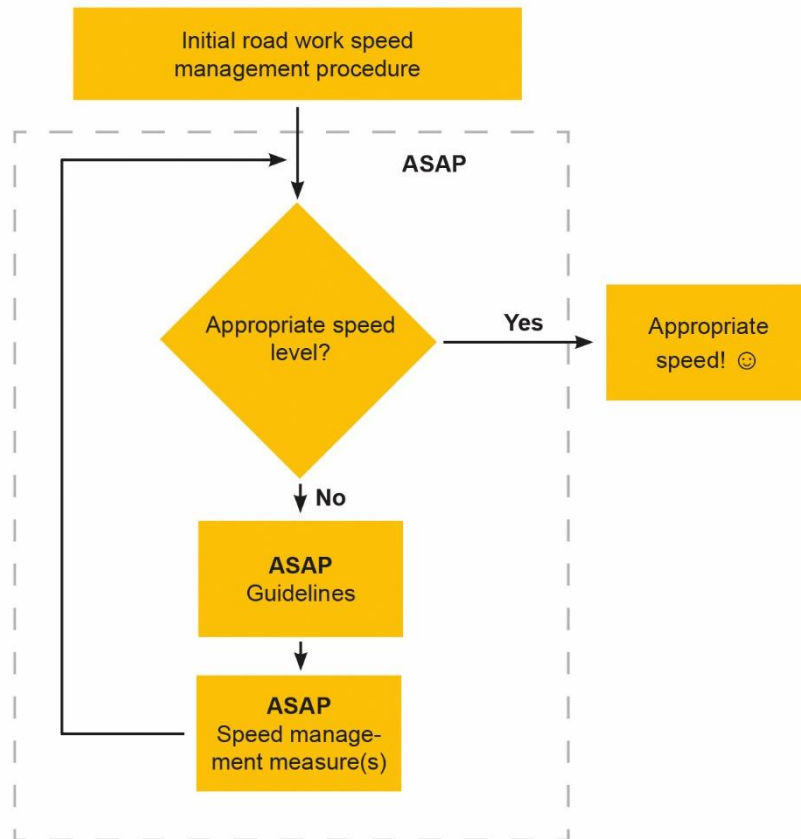 Initial road work speed
management procedure
ASAP
Appropriate speed
level?
Yes
Appropriate
speed! ☺
No
ASAP
Guidelines
ASAP
Speed manage-
ment measure(s)